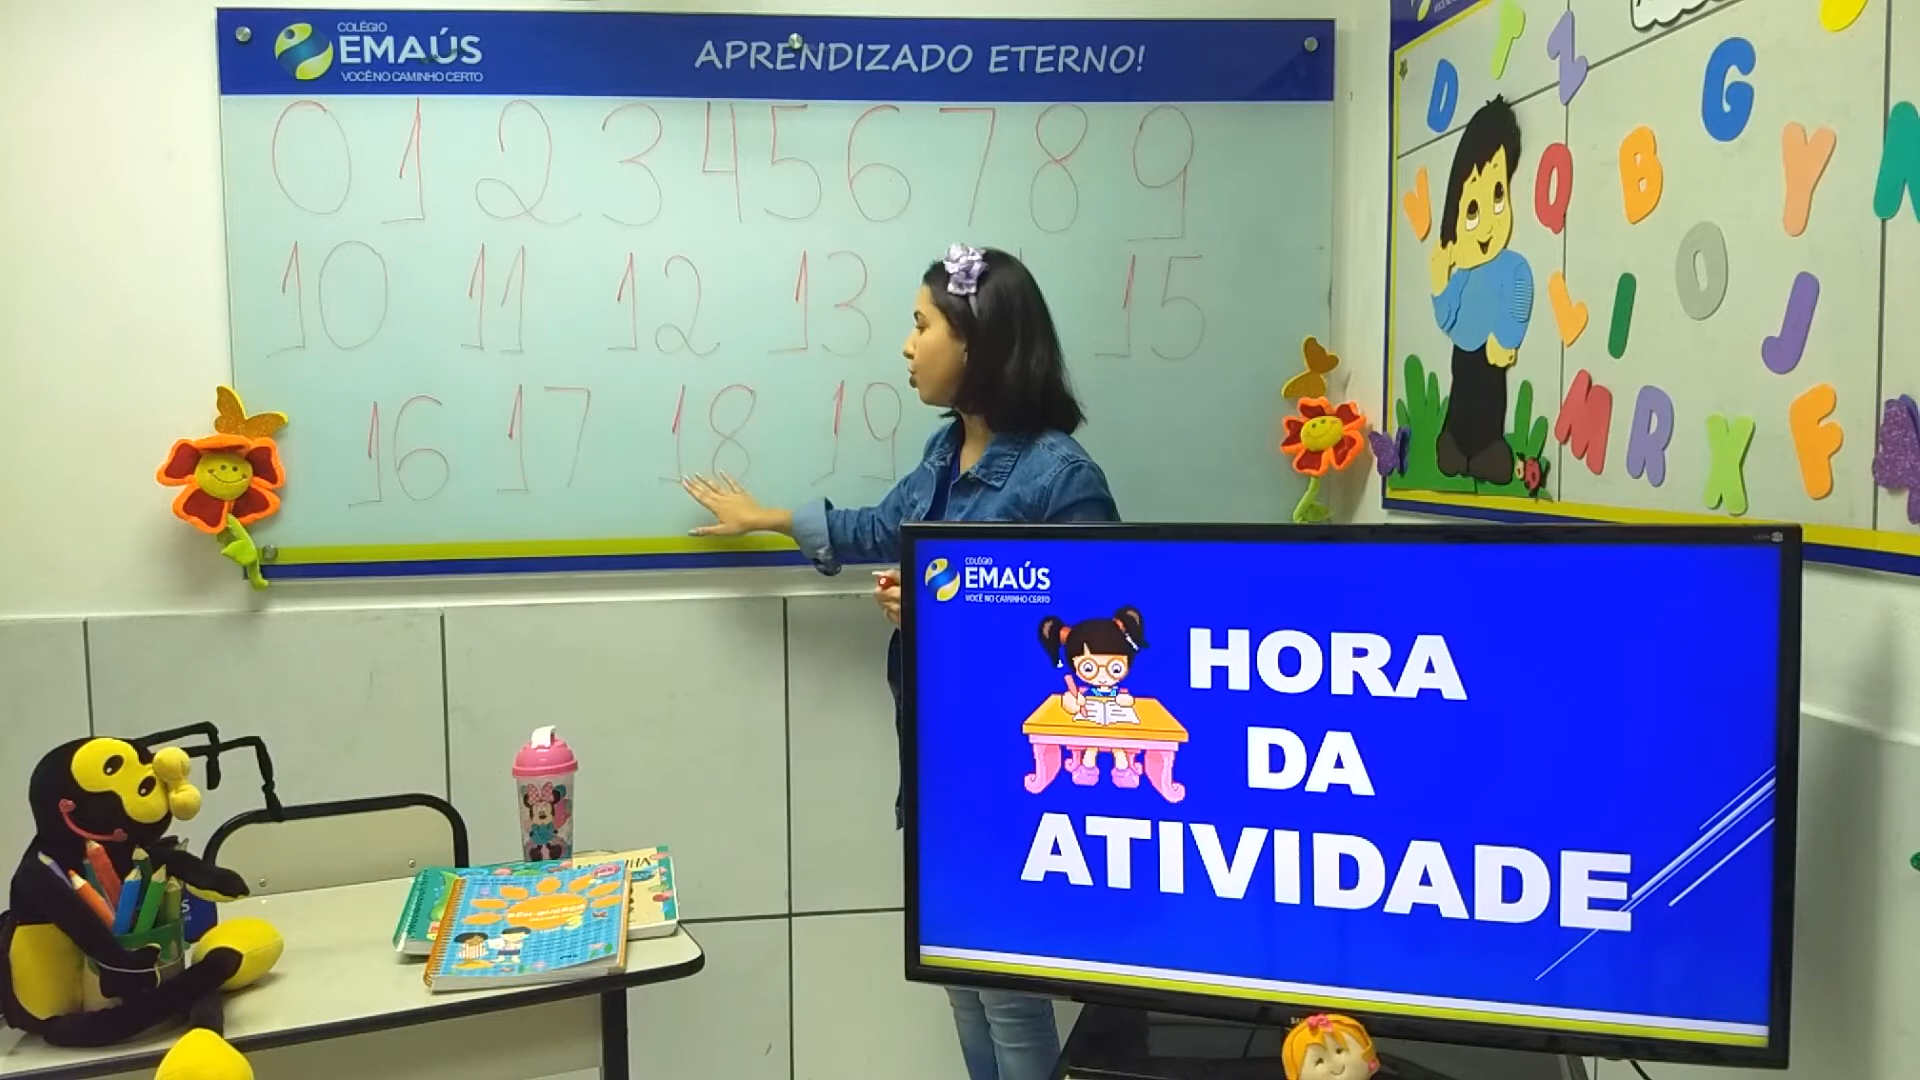 COLÉGIO
EMAÚS
VOCÊ NO CAMINHO CERTO
APRENDIZADO ETERNO!
0 1 2 3 4 5 6 7 8 9
10 11 12 13 15
16 17 18 19
D T Z G
V Q B Y
L I O J
M R X F
COLÉGIO
EMAÚS
VOCÊ NO CAMINHO CERTO
HORA
DA
ATIVIDADE